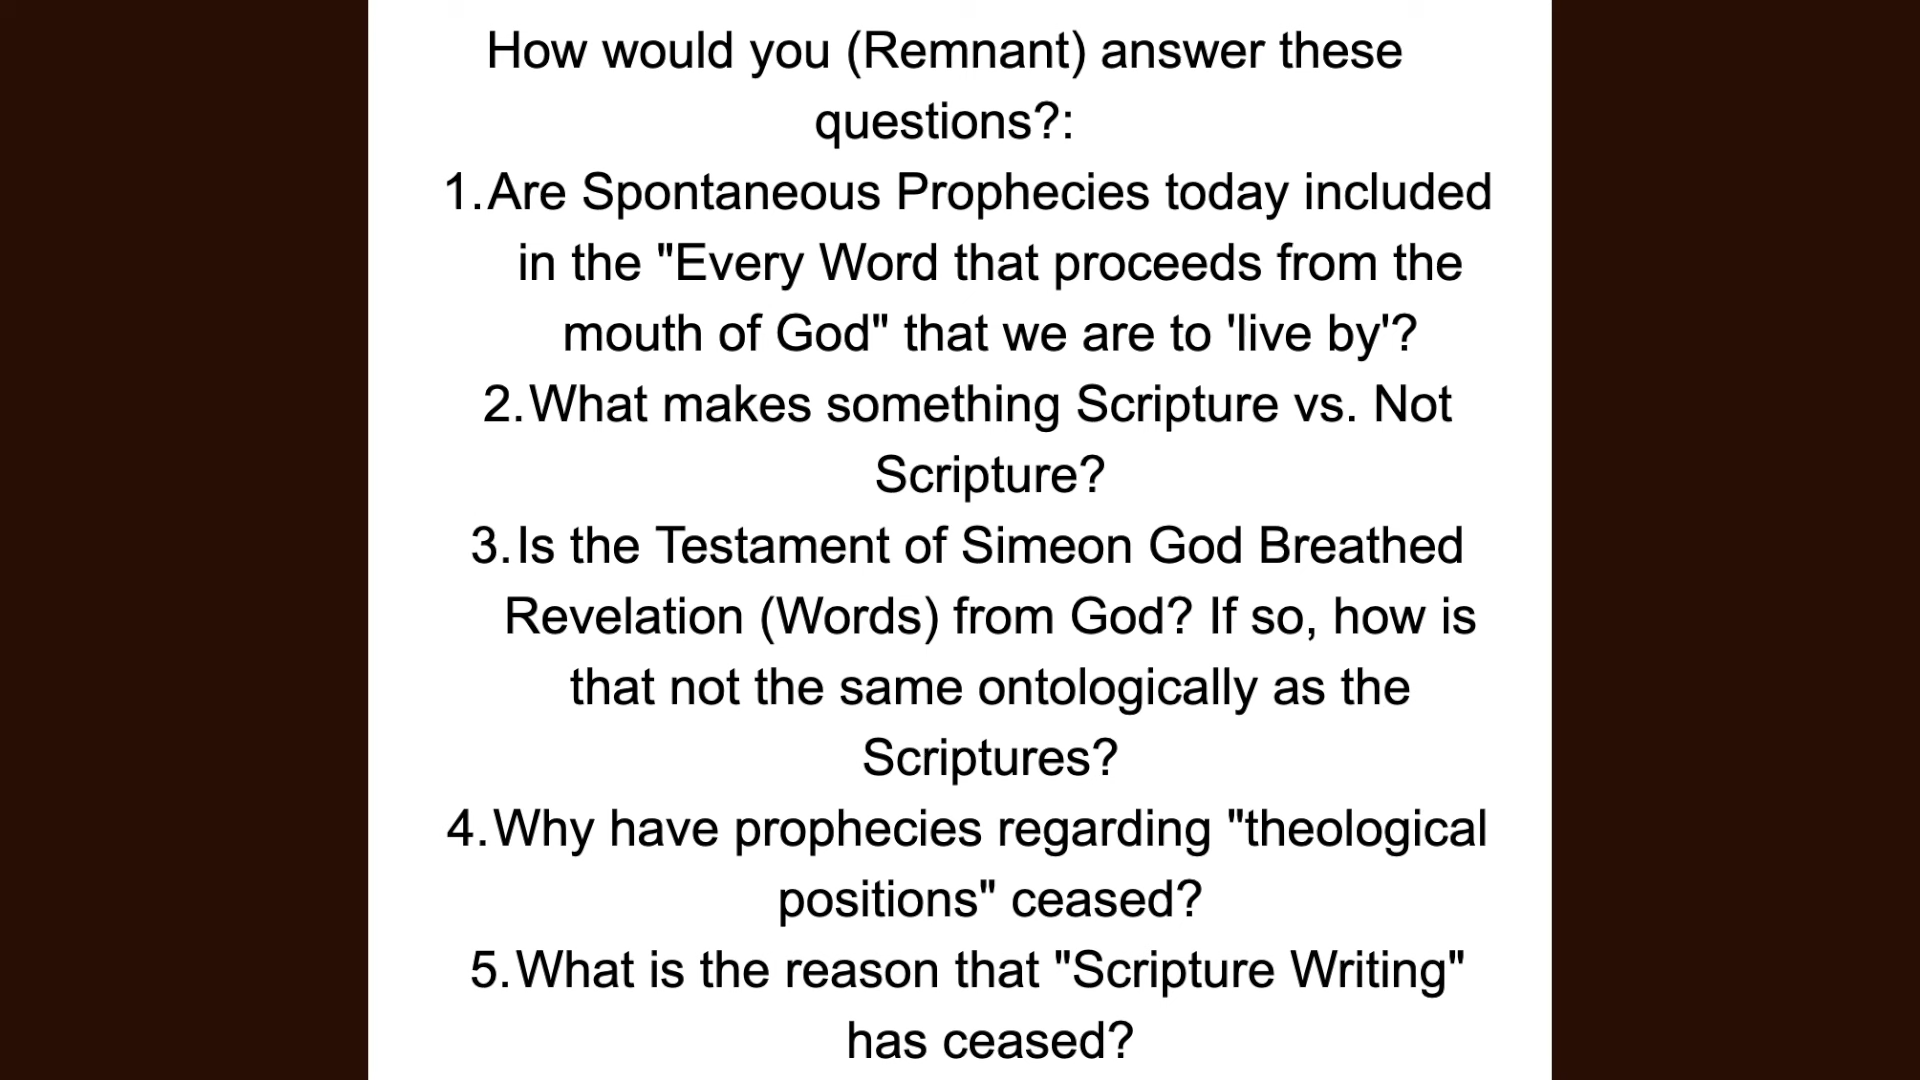 How would you (Remnant) answer these
questions?:
1. Are Spontaneous Prophecies today included
in the "Every Word that proceeds from the
mouth of God" that we are to 'live by'?
2. What makes something Scripture vs. Not
Scripture?
3. Is the Testament of Simeon God Breathed
Revelation (Words) from God? If so, how is
that not the same ontologically as the
Scriptures?
4. Why have prophecies regarding "theological
positions" ceased?
5. What is the reason that "Scripture Writing"
has ceased?